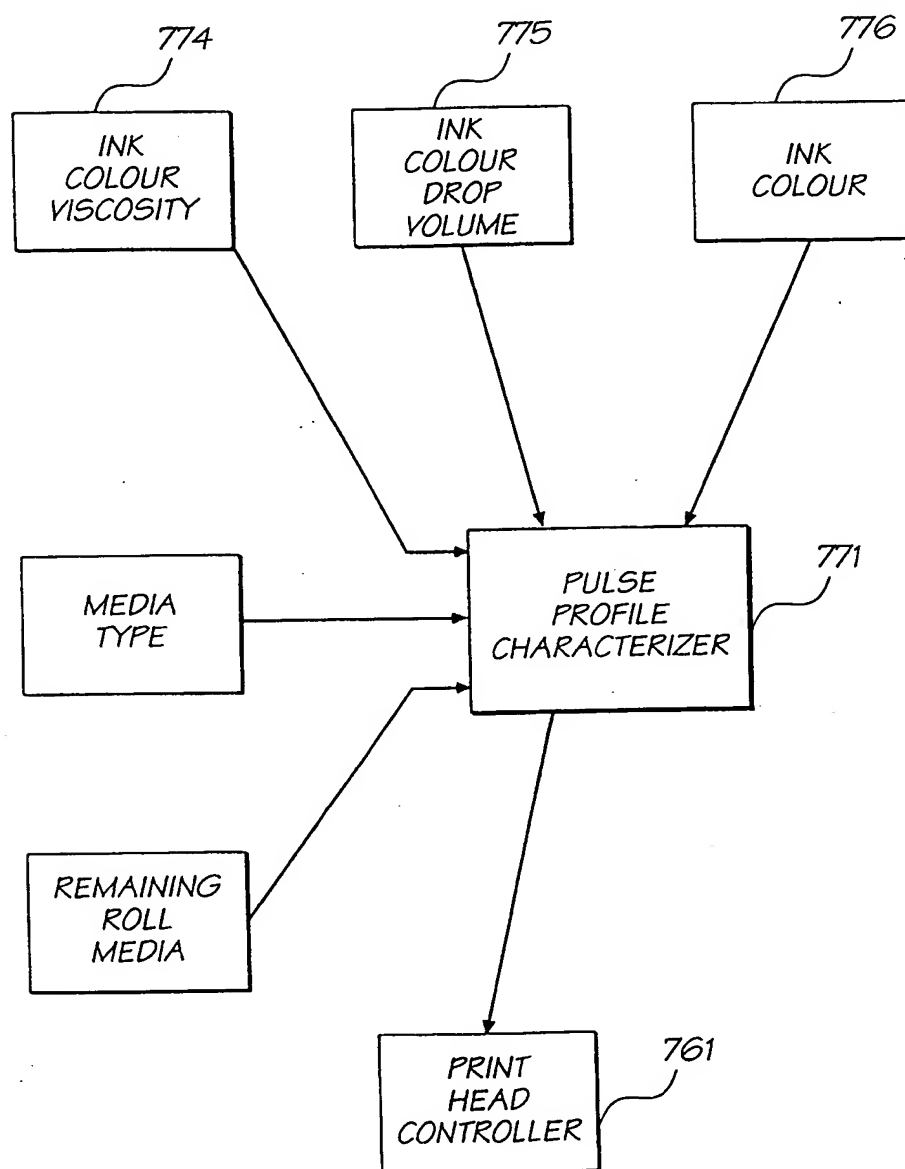 774
775
776
INK
COLOUR
VISCOSITY
INK
COLOUR
DROP
VOLUME
INK
COLOUR
771
MEDIA
TYPE
PULSE
PROFILE
CHARACTERIZER
REMAINING
ROLL
MEDIA
761
PRINT
HEAD
CONTROLLER